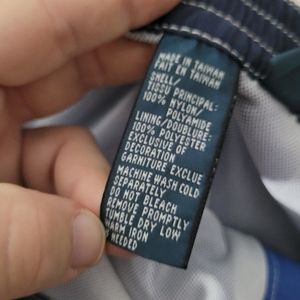 MADE IN TAIWAN
FAIT EN TAIWAN
SHELL/
TISSU PRINCIPAL:
100% NYLON/
POLYAMIDE
LINING/DOUBLURE:
100% POLYESTER
EXCLUSIVE OF
DECORATION
GARNITURE EXCLUE
MACHINE WASH COLD
SEPARATELY
DO NOT BLEACH
REMOVE PROMPTLY
TUMBLE DRY LOW
WARM IRON
NEEDED